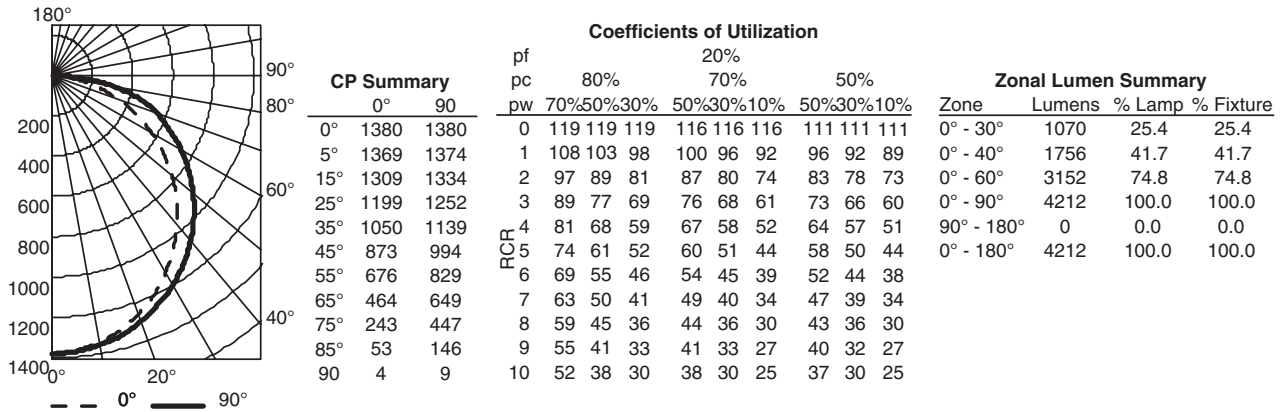 180°
90°
80°
60°
40°
200
400
600
800
1000
1200
1400
0° 20°
0° 90°
CP Summary
0° 90
0° 1380 1380
5° 1369 1374
15° 1309 1334
25° 1199 1252
35° 1050 1139
45° 873 994
55° 676 829
65° 464 649
75° 243 447
85° 53 146
90 4 9
Coefficients of Utilization
pf 20%
pc 80% 70% 50%
pw 70%50%30% 50%30%10% 50%30%10%
RCR
0 119 119 119 116 116 116 111 111 111
1 108 103 98 100 96 92 96 92 89
2 97 89 81 87 80 74 83 78 73
3 89 77 69 76 68 61 73 66 60
4 81 68 59 67 58 52 64 57 51
5 74 61 52 60 51 44 58 50 44
6 69 55 46 54 45 39 52 44 38
7 63 50 41 49 40 34 47 39 34
8 59 45 36 44 36 30 43 36 30
9 55 41 33 41 33 27 40 32 27
10 52 38 30 38 30 25 37 30 25
Zonal Lumen Summary
Zone Lumens % Lamp % Fixture
0° - 30° 1070 25.4 25.4
0° - 40° 1756 41.7 41.7
0° - 60° 3152 74.8 74.8
0° - 90° 4212 100.0 100.0
90° - 180° 0 0.0 0.0
0° - 180° 4212 100.0 100.0